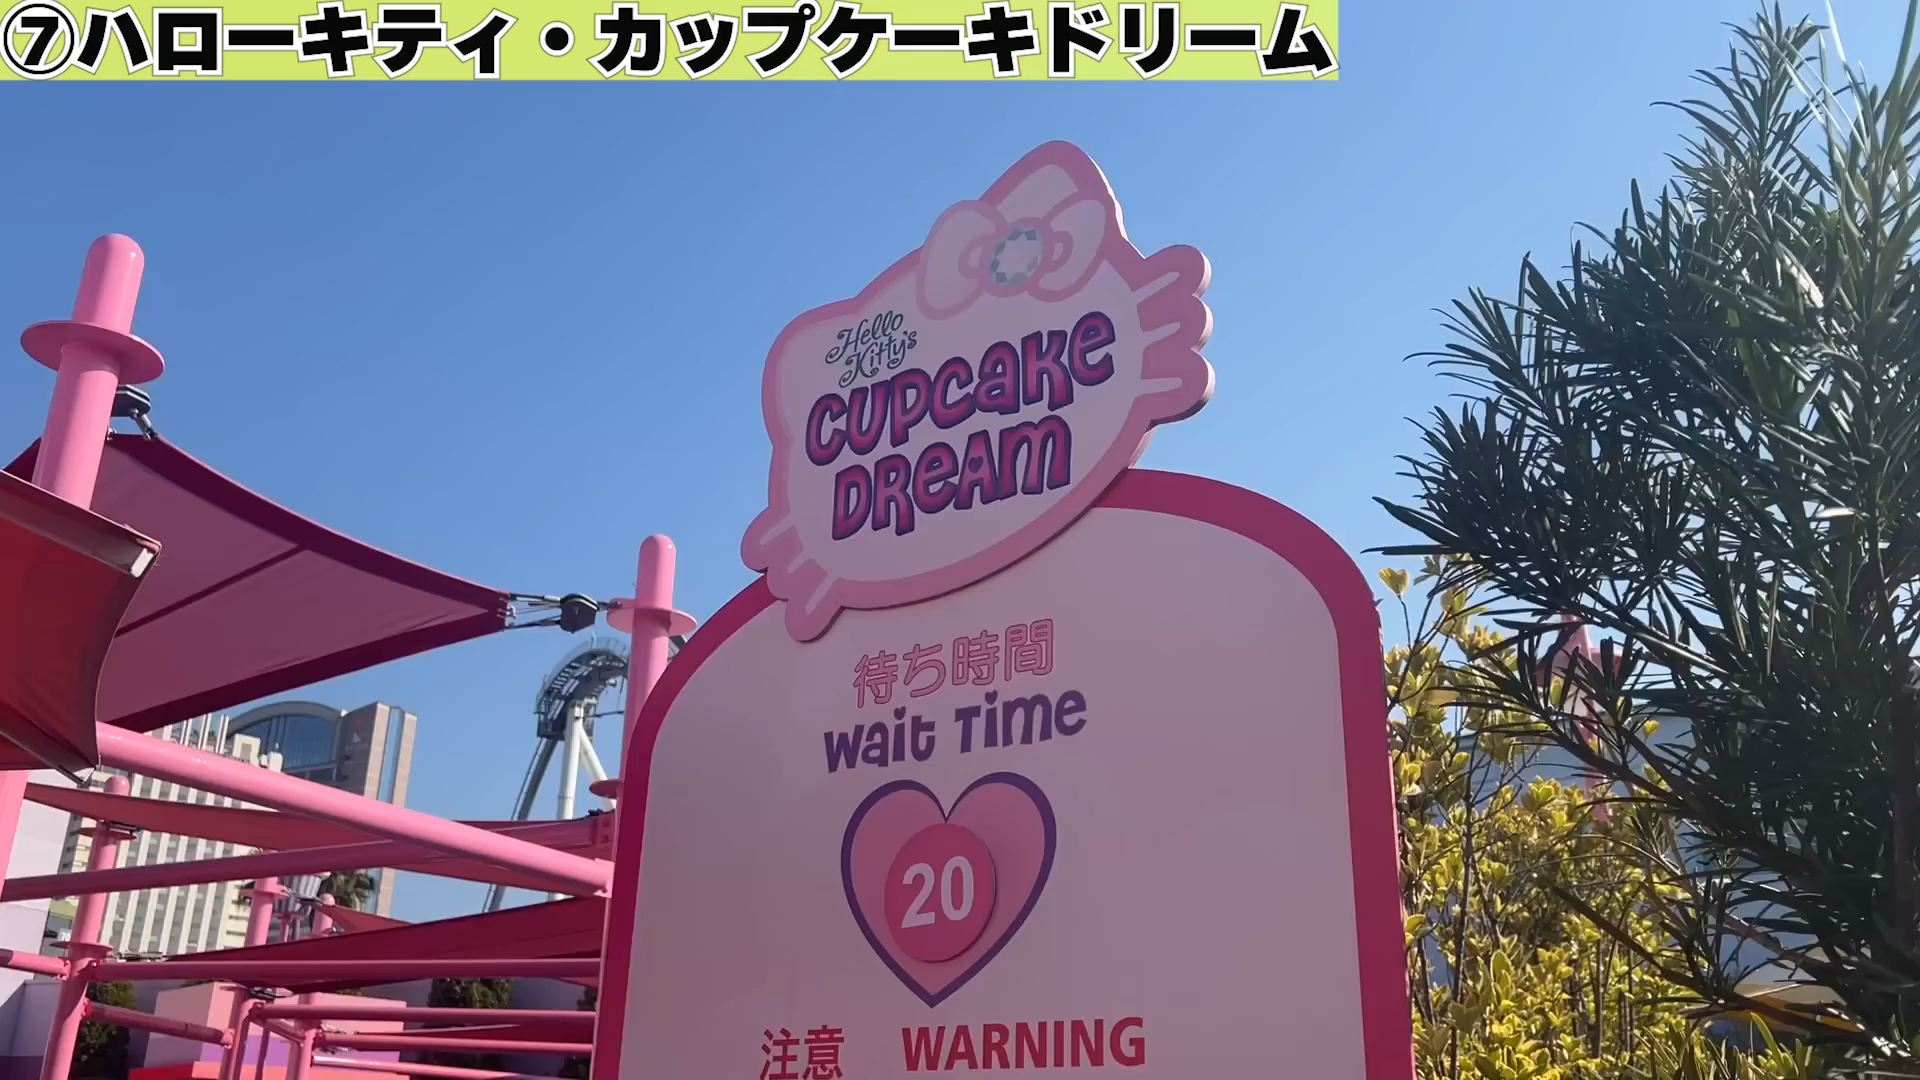 ⑦ハローキティ・カップケーキドリーム
Hello
Kitty's
CUPCAKE
DREAM
待ち時間
Wait Time
20
注意 WARNING